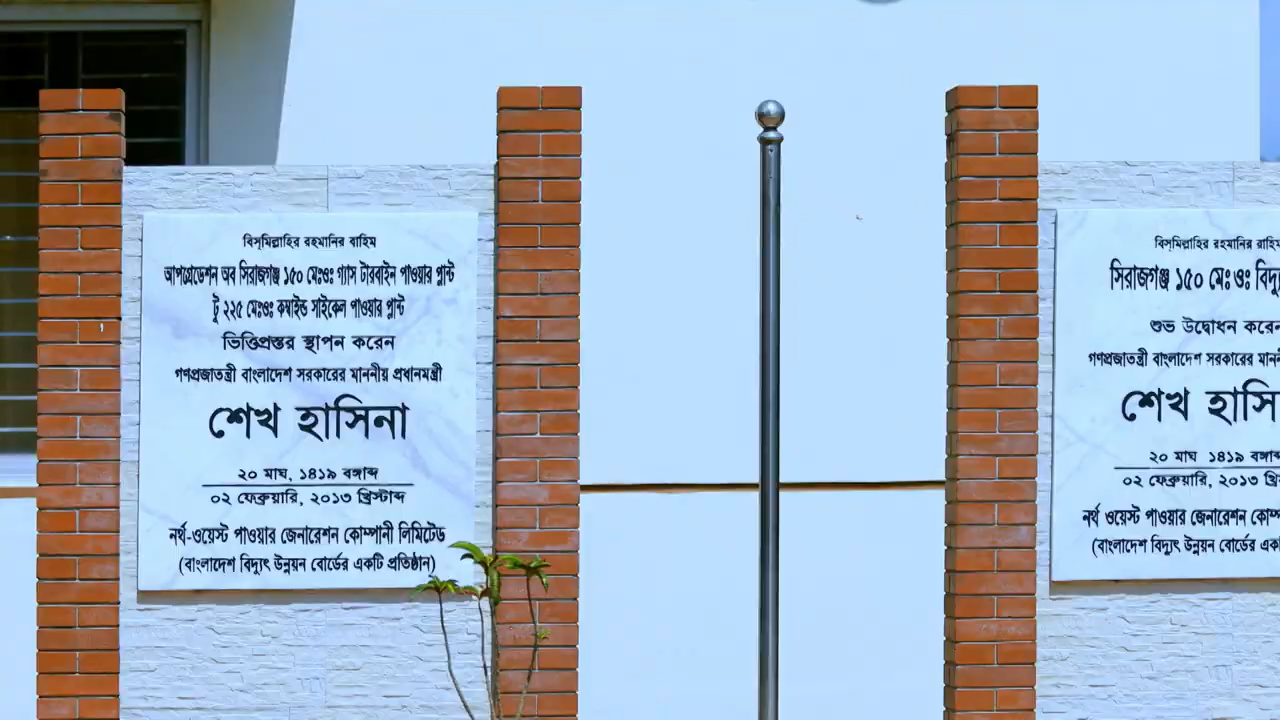 বিস্‌মিল্লাহির রহমানির রাহিম
আপগ্রেডেশন অব সিরাজগঞ্জ ১৫০ মেঃওঃ গ্যাস টারবাইন পাওয়ার প্লান্ট
টু ২২৫ মেঃওঃ কম্বাইন্ড সাইকেল পাওয়ার প্লান্ট
ভিত্তিপ্রস্তর স্থাপন করেন
গণপ্রজাতন্ত্রী বাংলাদেশ সরকারের মাননীয় প্রধানমন্ত্রী
শেখ হাসিনা
২০ মাঘ, ১৪১৯ বঙ্গাব্দ
০২ ফেব্রুয়ারি, ২০১৩ খ্রিস্টাব্দ
নর্থ-ওয়েস্ট পাওয়ার জেনারেশন কোম্পানী লিমিটেড
(বাংলাদেশ বিদ্যুৎ উন্নয়ন বোর্ডের একটি প্রতিষ্ঠান)
বিস্‌মিল্লাহির রহমানির
সিরাজগঞ্জ ১৫০ মেঃ ওঃ
শুভ উদ্বোধন করেন
গণপ্রজাতন্ত্রী বাংলাদেশ সরকারের
শেখ
২০ মাঘ ১৪১৯
০২ ফেব্রুয়ারি, ২০১৩
নর্থ ওয়েস্ট পাওয়ার জেনারেশন
(বাংলাদেশ বিদ্যুৎ উন্নয়ন বোর্ডের